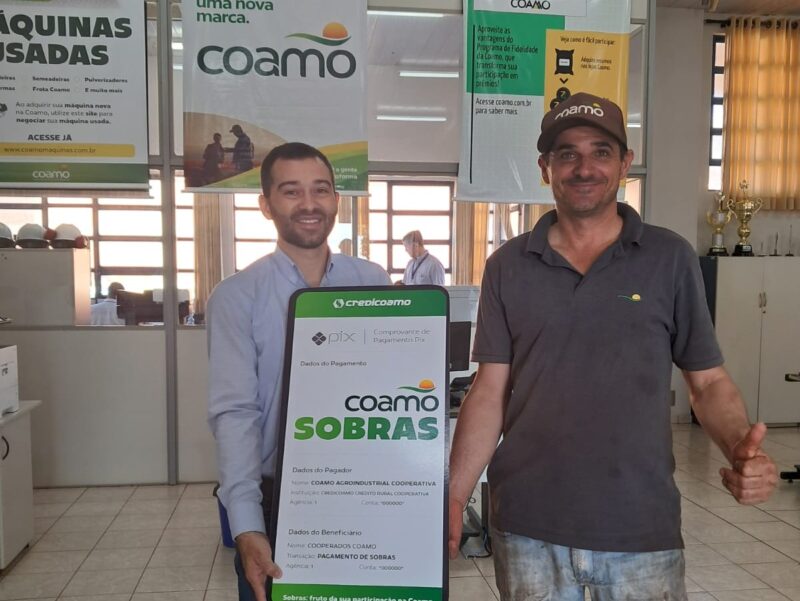 MÁQUINAS
USADAS
Semeadeiras
Pulverizadores
Frota Coamo
E muito mais
Ao adquirir sua máquina nova
na Coamo, utilize este site para
negociar sua máquina usada.
ACESSE JÁ
www.coamomaquinas.com.br
COAMO
uma nova
marca.
COAMO
COAMO
Aproveite as
vantagens do
Programa de Fidelidade
da Coamo, que
transforma sua
participação em
prêmios!
Acesse coamo.com.br
para saber mais.
Veja como é fácil participar:
COAMO
CREDICOAMO
pix
Comprovante de
Pagamento Pix
Dados do Pagamento
COAMO
SOBRAS
Dados do Pagador
Nome: COAMO AGROINDUSTRIAL COOPERATIVA
Instituição: CREDICOAMO CREDITO RURAL COOPERATIVA
Agência: 1
Conta: *000000*
Dados do Beneficiário
Nome: COOPERADOS COAMO
Transação: PAGAMENTO DE SOBRAS
Agência: 1
Conta: *000000*
Sobras: fruto da sua participação na Coamo